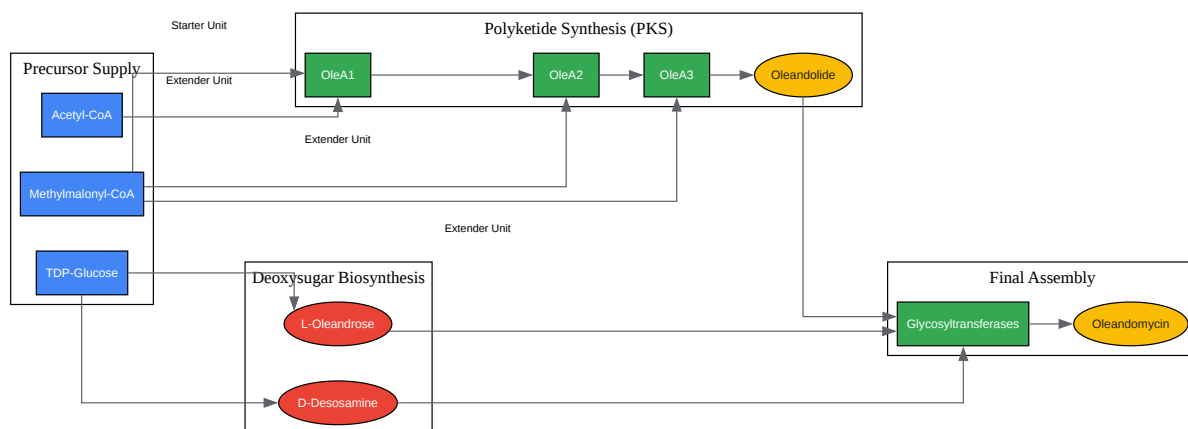 Starter Unit
Polyketide Synthesis (PKS)
Precursor Supply
Extender Unit
OleA1
OleA2
OleA3
Oleandolide
Acetyl-CoA
Extender Unit
Methylmalonyl-CoA
Extender Unit
TDP-Glucose
Deoxysugar Biosynthesis
Final Assembly
L-Oleandrose
Glycosyltransferases
Oleandomycin
D-Desosamine